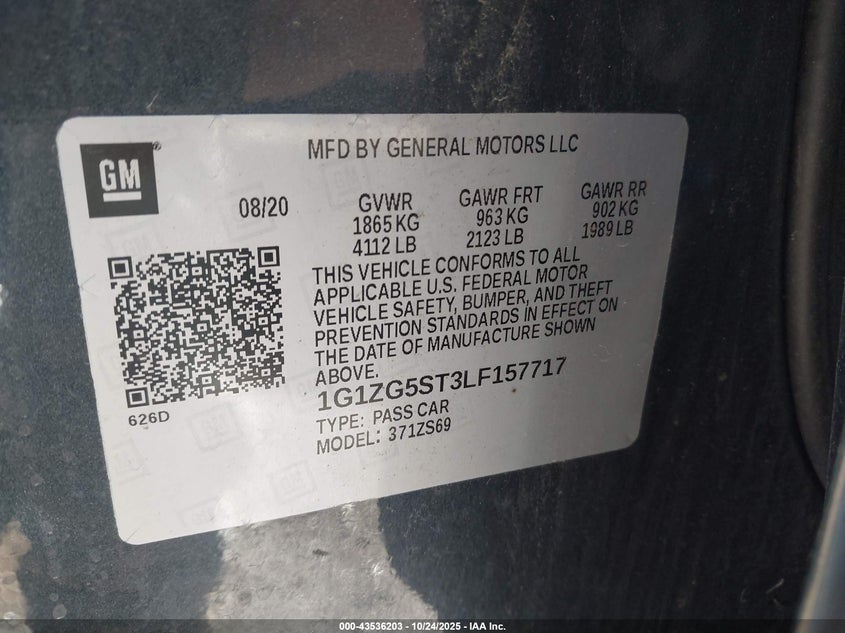 GM
MFD BY GENERAL MOTORS LLC
08/20
GVWR
1865 KG
4112 LB
GAWR FRT
963 KG
2123 LB
GAWR RR
902 KG
1989 LB
THIS VEHICLE CONFORMS TO ALL
APPLICABLE U.S. FEDERAL MOTOR
VEHICLE SAFETY, BUMPER, AND THEFT
PREVENTION STANDARDS IN EFFECT ON
THE DATE OF MANUFACTURE SHOWN
ABOVE.
1G1ZG5ST3LF157717
TYPE: PASS CAR
MODEL: 371ZS69
626D
000-43536203 - 10/24/2025 - IAA Inc.